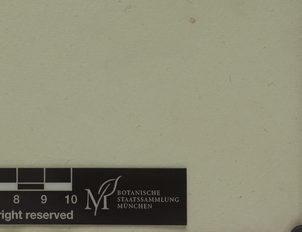 8 9 10
right reserved
M
BOTANISCHE
STAATSSAMMLUNG
MÜNCHEN